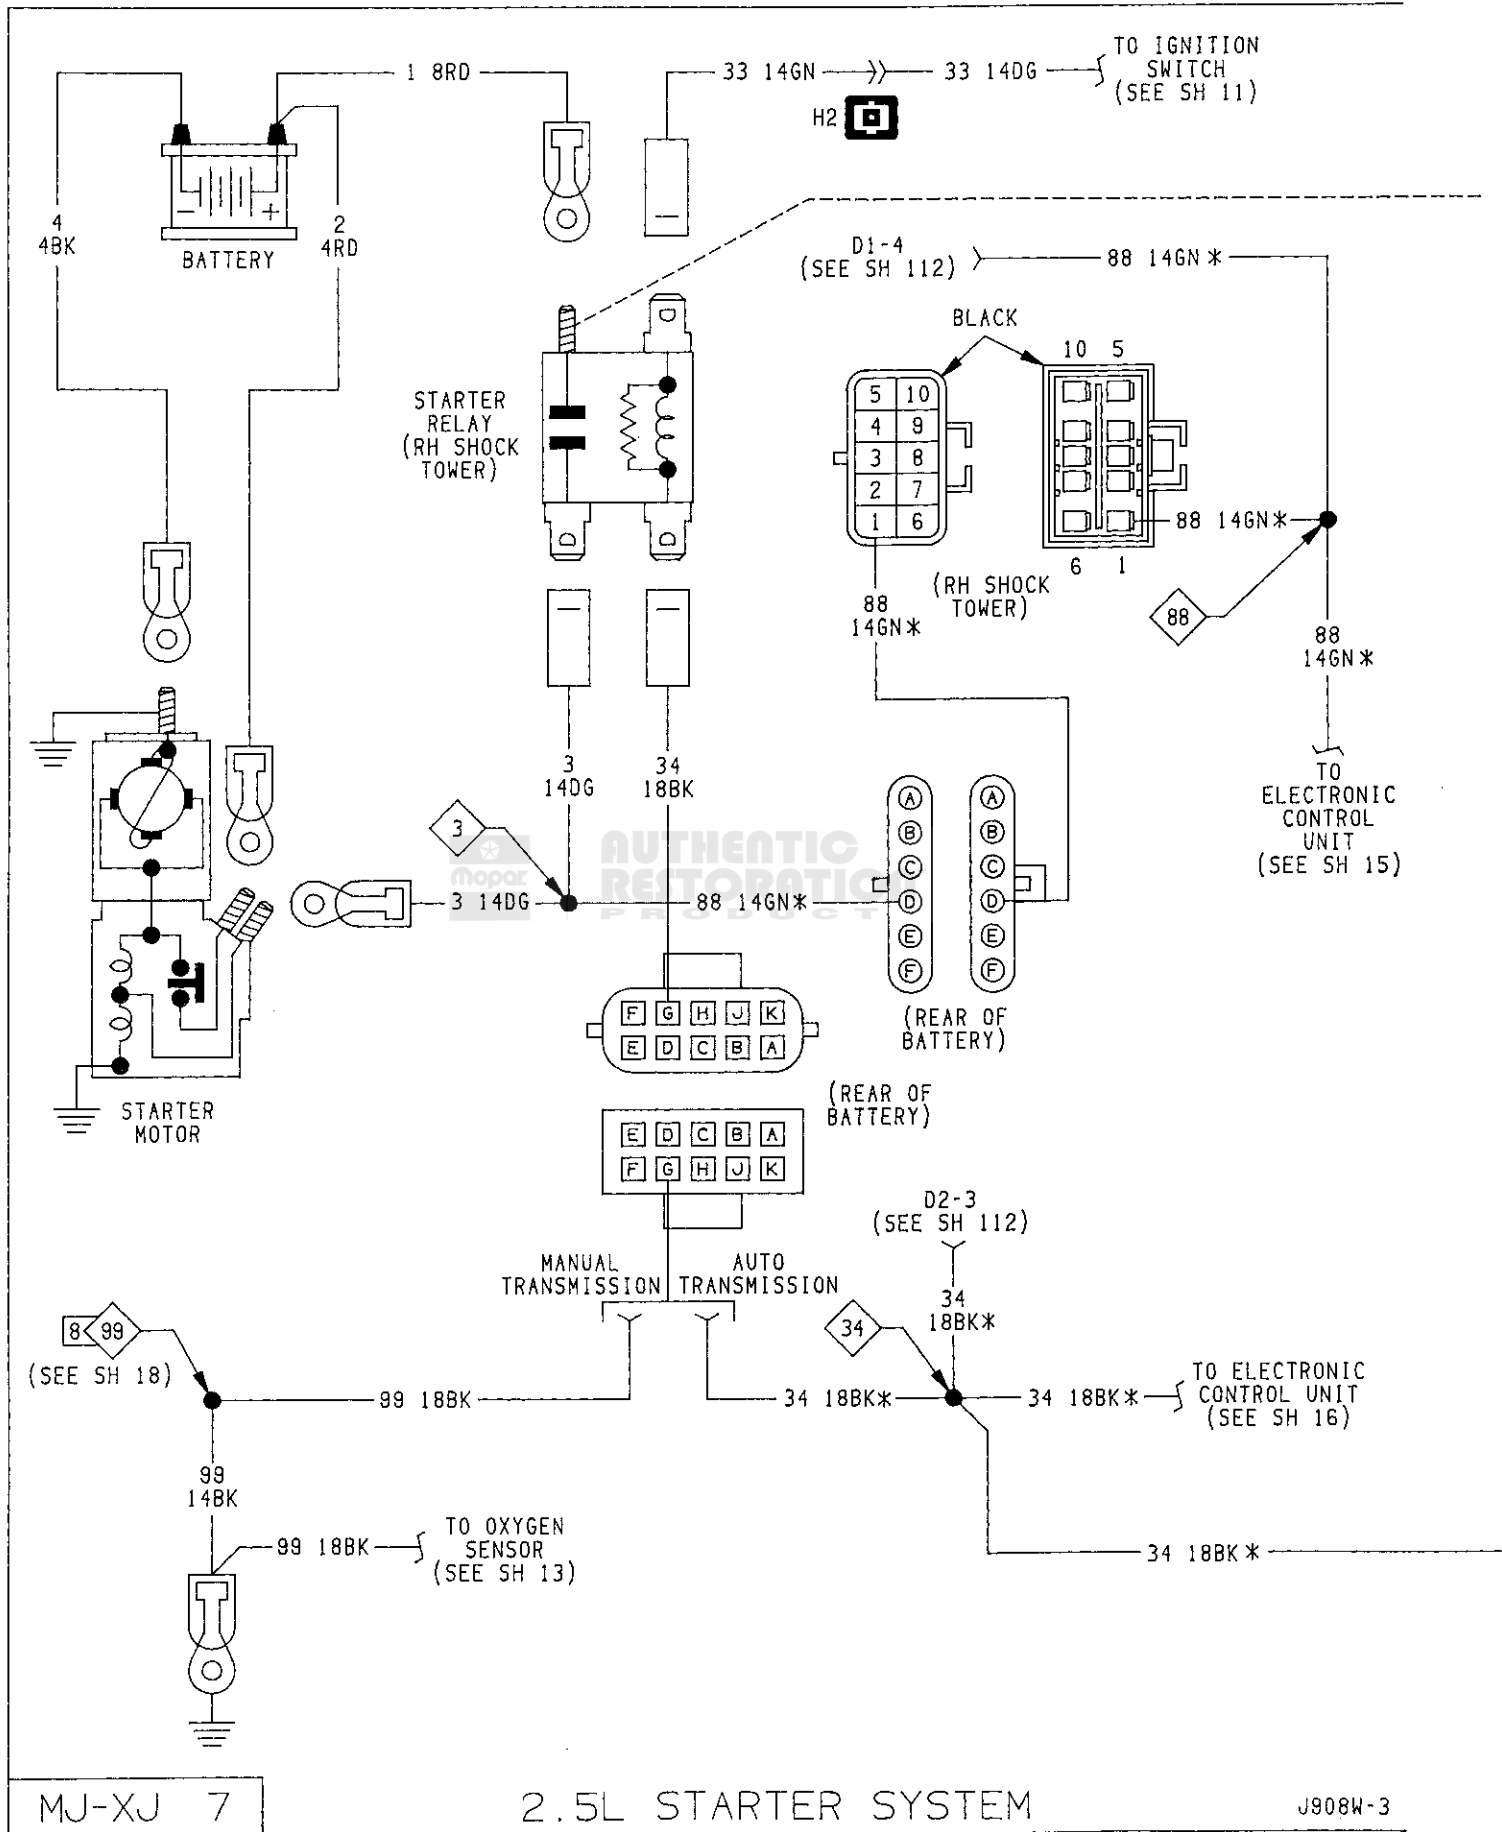 1 8RD
33 14GN
33 14DG
TO IGNITION
SWITCH
(SEE SH 11)
H2
4
4BK
2
4RD
-
+
BATTERY
D1-4
(SEE SH 112)
88 14GN*
BLACK
10 5
STARTER
RELAY
(RH SHOCK
TOWER)
5 10
4 9
3 8
2 7
1 6
88 14GN*
6 1
(RH SHOCK
TOWER)
88
14GN*
88
88
14GN*
3
14DG
34
18BK
TO
ELECTRONIC
CONTROL
UNIT
(SEE SH 15)
3
Mopar
AUTHENTIC
RESTORATION
PRODUCT
3 14DG
88 14GN*
A A
B B
C C
D D
E E
F F
(REAR OF
BATTERY)
F G H J K
E D C B A
(REAR OF
BATTERY)
STARTER
MOTOR
E D C B A
F G H J K
D2-3
(SEE SH 112)
MANUAL
TRANSMISSION
AUTO
TRANSMISSION
34
18BK*
8 99
(SEE SH 18)
34
99 18BK
34 18BK*
34 18BK*
TO ELECTRONIC
CONTROL UNIT
(SEE SH 16)
99
14BK
99 18BK
TO OXYGEN
SENSOR
(SEE SH 13)
34 18BK*
MJ-XJ 7
2.5L STARTER SYSTEM
J908W-3